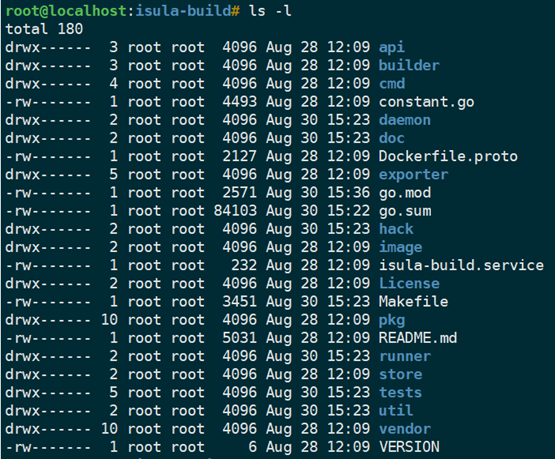 root@localhost:isula-build# ls -l
total 180
drwx------  3 root root  4096 Aug 28 12:09 api
drwx------  3 root root  4096 Aug 28 12:09 builder
drwx------  4 root root  4096 Aug 28 12:09 cmd
-rw-------  1 root root  4493 Aug 28 12:09 constant.go
drwx------  2 root root  4096 Aug 30 15:23 daemon
drwx------  2 root root  4096 Aug 30 15:23 doc
-rw-------  1 root root  2127 Aug 28 12:09 Dockerfile.proto
drwx------  5 root root  4096 Aug 28 12:09 exporter
-rw-------  1 root root  2571 Aug 30 15:36 go.mod
-rw-------  1 root root 84103 Aug 30 15:22 go.sum
drwx------  2 root root  4096 Aug 30 15:23 hack
drwx------  2 root root  4096 Aug 28 12:09 image
-rw-------  1 root root   232 Aug 28 12:09 isula-build.service
drwx------  2 root root  4096 Aug 28 12:09 License
-rw-------  1 root root  3451 Aug 30 15:23 Makefile
drwx------ 10 root root  4096 Aug 28 12:09 pkg
-rw-------  1 root root  5031 Aug 28 12:09 README.md
drwx------  2 root root  4096 Aug 30 15:23 runner
drwx------  2 root root  4096 Aug 28 12:09 store
drwx------  5 root root  4096 Aug 30 15:23 tests
drwx------  2 root root  4096 Aug 30 15:23 util
drwx------ 10 root root  4096 Aug 28 12:09 vendor
-rw-------  1 root root     6 Aug 28 12:09 VERSION